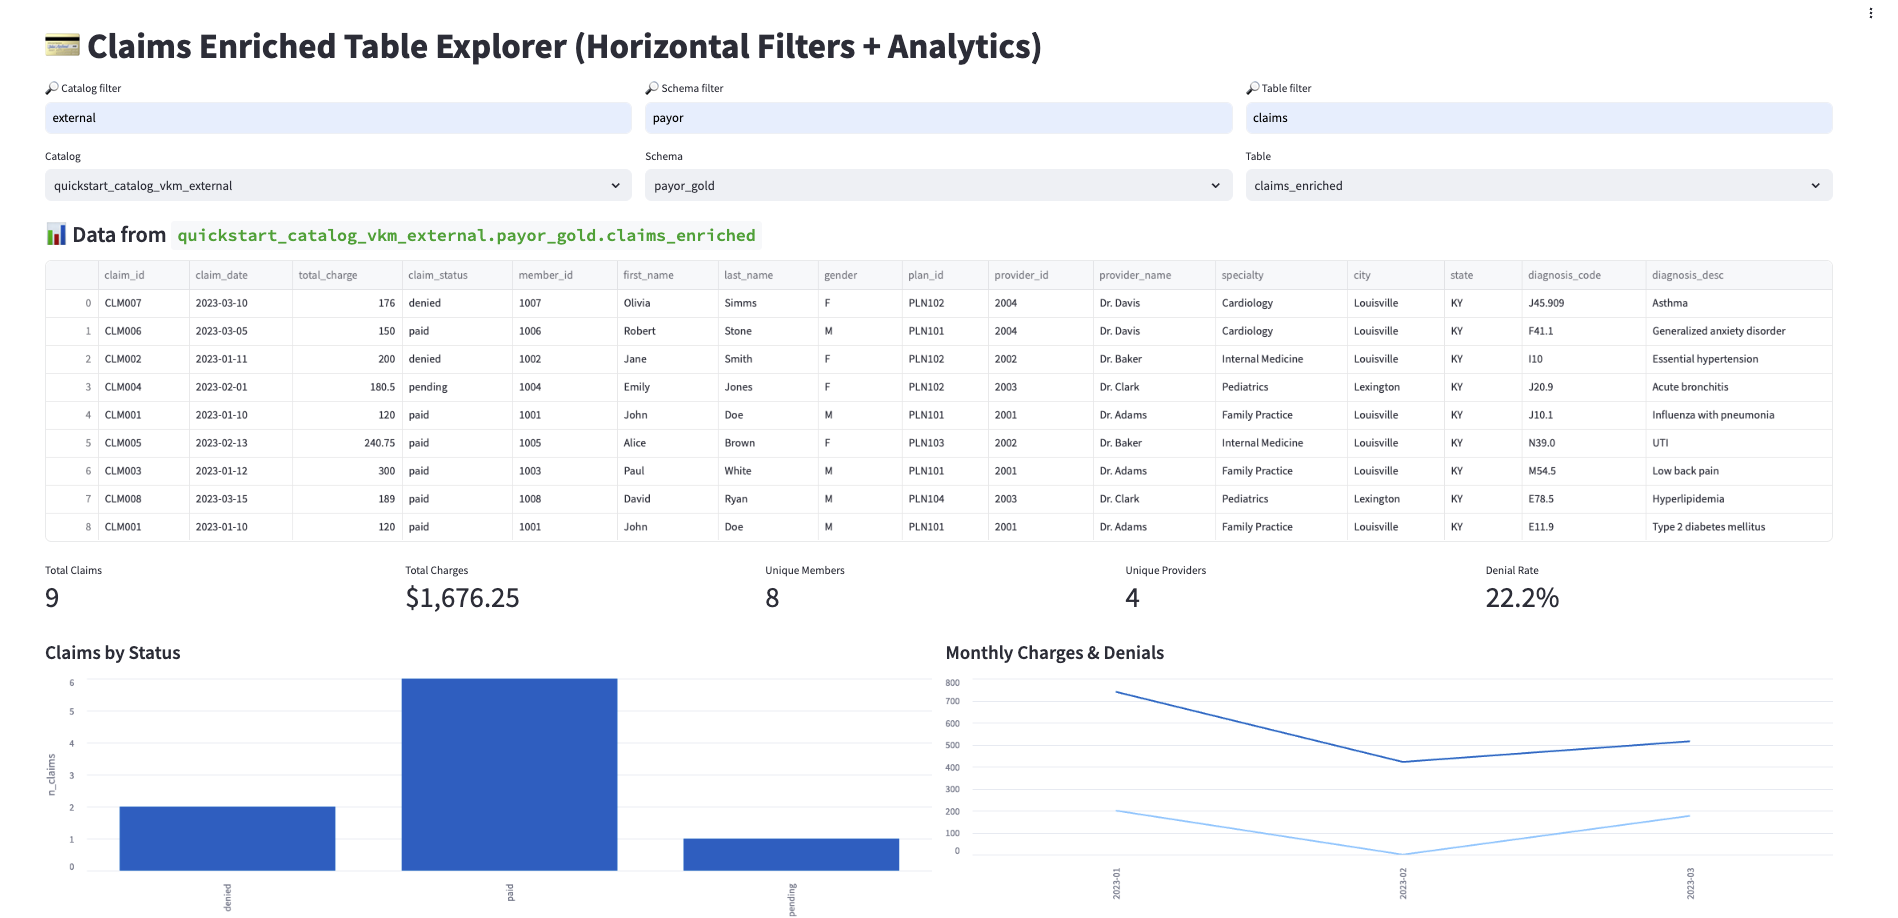 💳 Claims Enriched Table Explorer (Horizontal Filters + Analytics)
🔎 Catalog filter 🔎 Schema filter 🔎 Table filter
external payor claims
Catalog Schema Table
quickstart_catalog_vkm_external payor_gold claims_enriched
📊 Data from quickstart_catalog_vkm_external.payor_gold.claims_enriched
claim_id claim_date total_charge claim_status member_id first_name last_name gender plan_id provider_id provider_name specialty city state diagnosis_code diagnosis_desc
0 CLM007 2023-03-10 176 denied 1007 Olivia Simms F PLN102 2004 Dr. Davis Cardiology Louisville KY J45.909 Asthma
1 CLM006 2023-03-05 150 paid 1006 Robert Stone M PLN101 2004 Dr. Davis Cardiology Louisville KY F41.1 Generalized anxiety disorder
2 CLM002 2023-01-11 200 denied 1002 Jane Smith F PLN102 2002 Dr. Baker Internal Medicine Louisville KY I10 Essential hypertension
3 CLM004 2023-02-01 180.5 pending 1004 Emily Jones F PLN102 2003 Dr. Clark Pediatrics Lexington KY J20.9 Acute bronchitis
4 CLM001 2023-01-10 120 paid 1001 John Doe M PLN101 2001 Dr. Adams Family Practice Louisville KY J10.1 Influenza with pneumonia
5 CLM005 2023-02-13 240.75 paid 1005 Alice Brown F PLN103 2002 Dr. Baker Internal Medicine Louisville KY N39.0 UTI
6 CLM003 2023-01-12 300 paid 1003 Paul White M PLN101 2001 Dr. Adams Family Practice Louisville KY M54.5 Low back pain
7 CLM008 2023-03-15 189 paid 1008 David Ryan M PLN104 2003 Dr. Clark Pediatrics Lexington KY E78.5 Hyperlipidemia
8 CLM001 2023-01-10 120 paid 1001 John Doe M PLN101 2001 Dr. Adams Family Practice Louisville KY E11.9 Type 2 diabetes mellitus
Total Claims Total Charges Unique Members Unique Providers Denial Rate
9 $1,676.25 8 4 22.2%
Claims by Status
6
5
4
3
2
1
0
n_claims
denied paid pending
Monthly Charges & Denials
800
700
600
500
400
300
200
100
0
2023-01 2023-02 2023-03